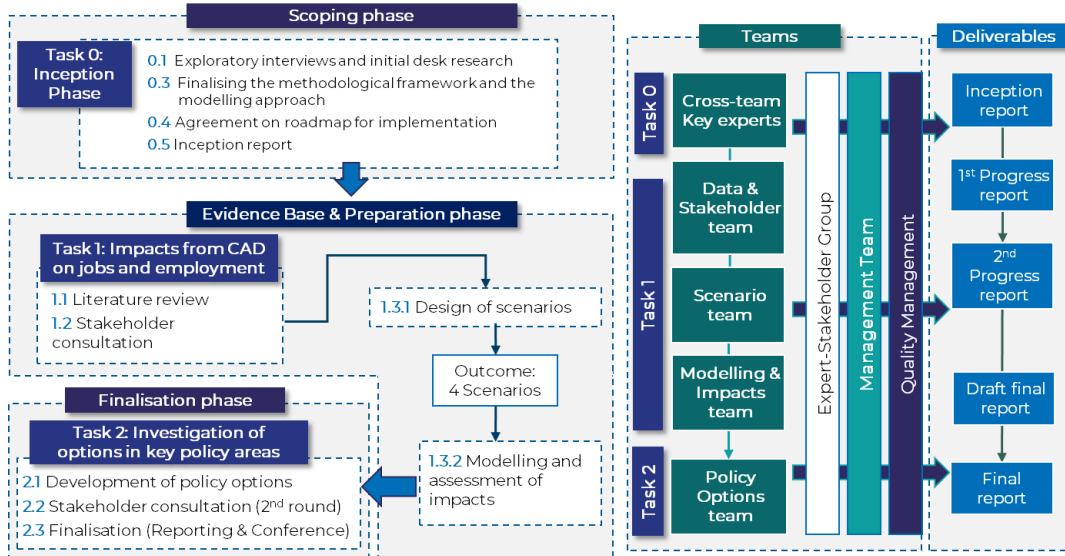 Scoping phase
Task 0:
Inception
Phase
0.1 Exploratory interviews and initial desk research
0.3 Finalising the methodological framework and the
modelling approach
0.4 Agreement on roadmap for implementation
0.5 Inception report
Evidence Base & Preparation phase
Task 1: Impacts from CAD
on jobs and employment
1.1 Literature review
1.2 Stakeholder
consultation
1.3.1 Design of scenarios
Outcome:
4 Scenarios
1.3.2 Modelling and
assessment of
impacts
Finalisation phase
Task 2: Investigation of
options in key policy areas
2.1 Development of policy options
2.2 Stakeholder consultation (2nd round)
2.3 Finalisation (Reporting & Conference)
Teams
Task 0
Cross-team
Key experts
Task 1
Data &
Stakeholder
team
Scenario
team
Modelling &
Impacts
team
Task 2
Policy
Options
team
Expert-Stakeholder Group
Management Team
Quality Management
Deliverables
Inception
report
1st Progress
report
2nd
Progress
report
Draft final
report
Final
report